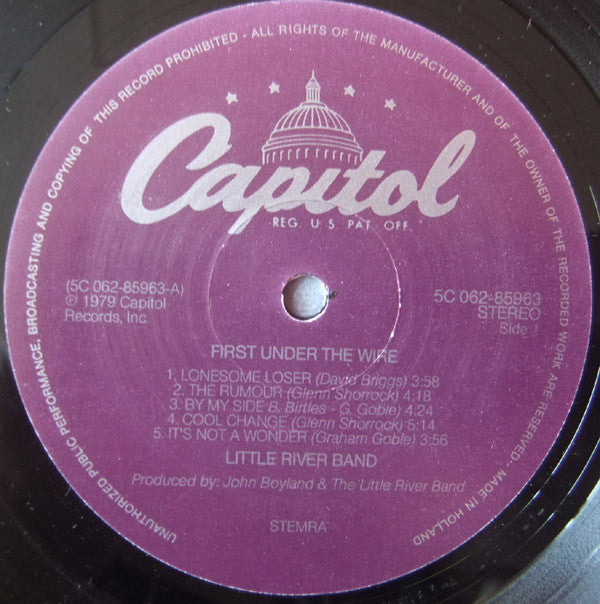 UNAUTHORIZED PUBLIC PERFORMANCE, BROADCASTING AND COPYING OF THIS RECORD PROHIBITED - ALL RIGHTS OF THE MANUFACTURER AND OF THE OWNER OF THE RECORDED WORK ARE RESERVED - MADE IN HOLLAND
Capitol
REG. U.S. PAT. OFF.
(5C 062-85963-A)
℗ 1979 Capitol
Records, Inc.
5C 062-85963
STEREO
Side 1
FIRST UNDER THE WIRE
1. LONESOME LOSER (David Briggs) 3:58
2. THE RUMOUR (Glenn Shorrock) 4:18
3. BY MY SIDE B. Birtles - G. Goble) 4:24
4. COOL CHANGE (Glenn Shorrock) 5:14
5. IT'S NOT A WONDER (Graham Goble) 3:56
LITTLE RIVER BAND
Produced by: John Boyland & The Little River Band
STEMRA